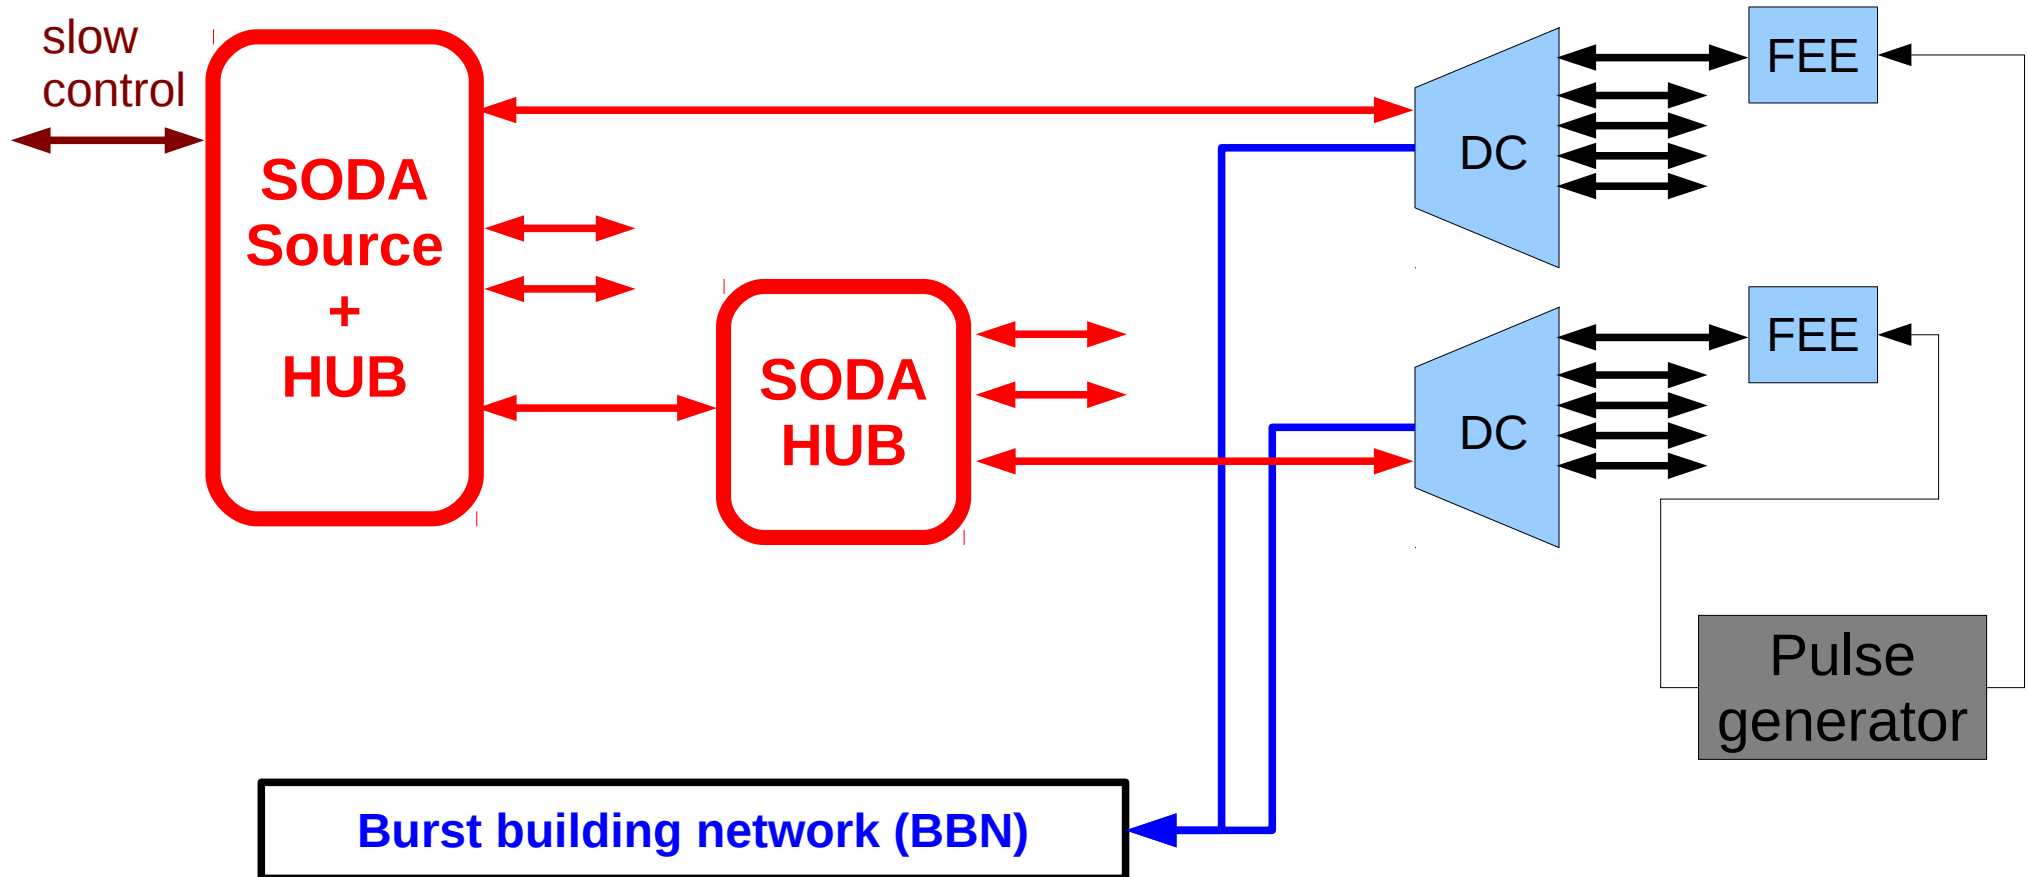 slow
control
SODA
Source
+
HUB
SODA
HUB
DC
FEE
DC
FEE
Pulse
generator
Burst building network (BBN)